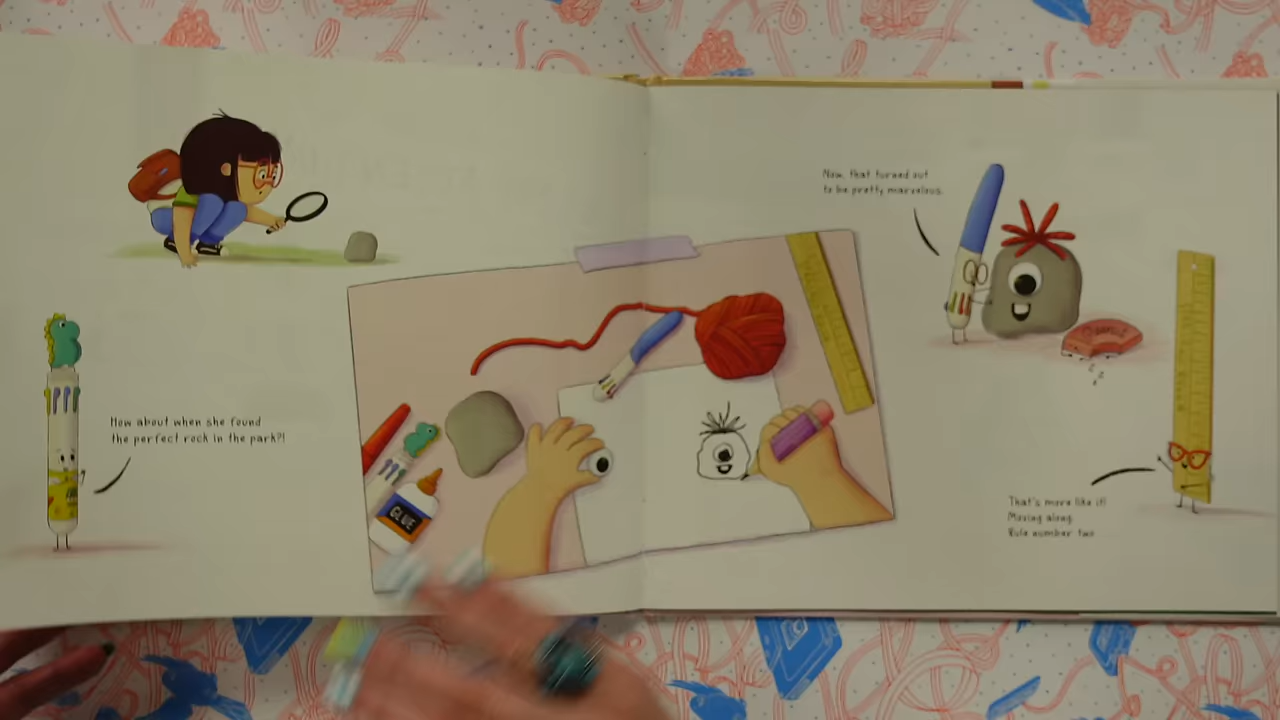 How about when she found
the perfect rock in the park?!
GLUE
Now, that turned out
to be pretty marvelous.
That's more like it!
Moving along.
Rule number two